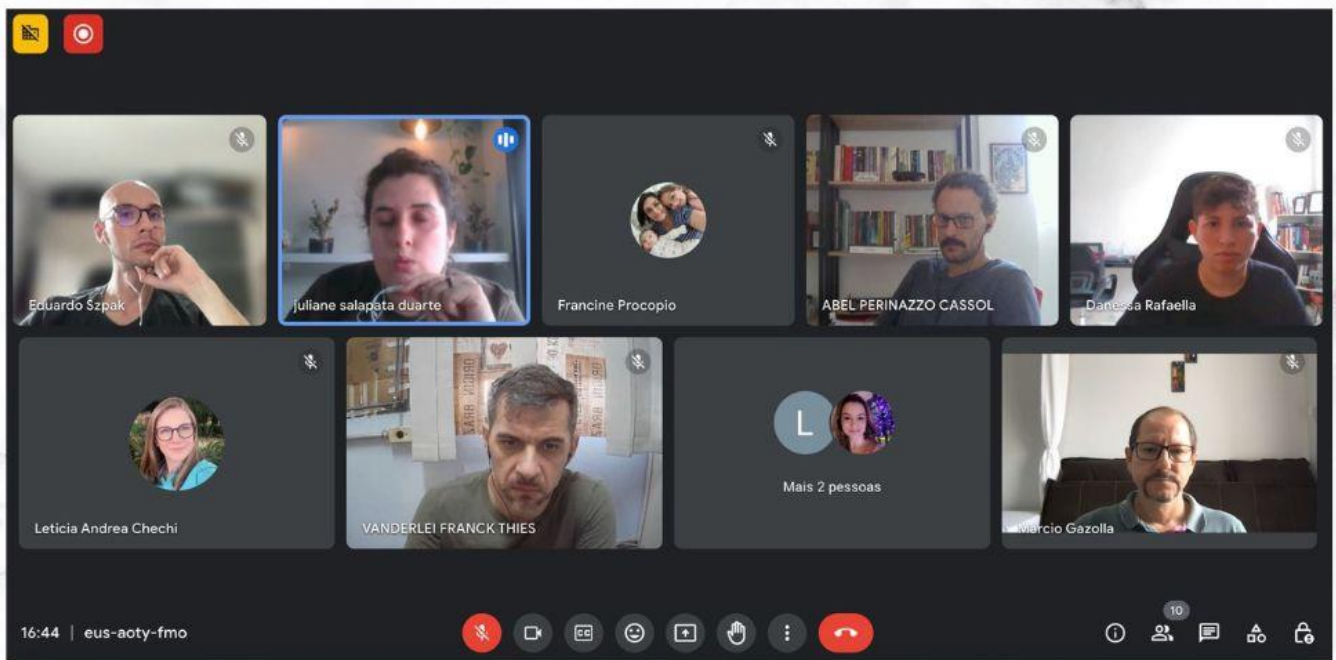 Eduardo Szpak
juliane salapata duarte
Francine Procopio
ABEL PERINAZZO CASSOL
Danessa Rafaella
Leticia Andrea Chechi
VANDERLEI FRANCK THIES
L
Mais 2 pessoas
Marcio Gazolla
16:44 | eus-aoty-fmo
CC
10